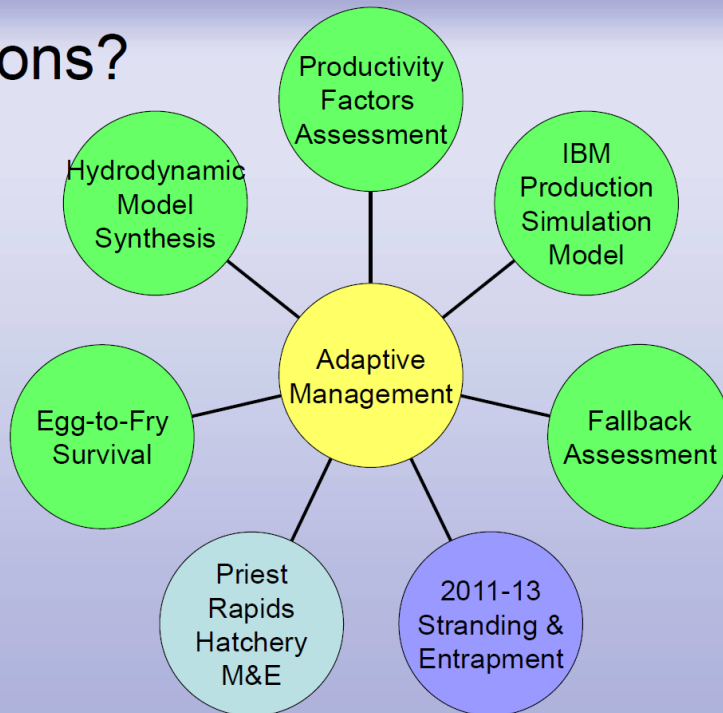 ons?
Productivity
Factors
Assessment
Hydrodynamic
Model
Synthesis
IBM
Production
Simulation
Model
Adaptive
Management
Egg-to-Fry
Survival
Fallback
Assessment
Priest
Rapids
Hatchery
M&E
2011-13
Stranding &
Entrapment